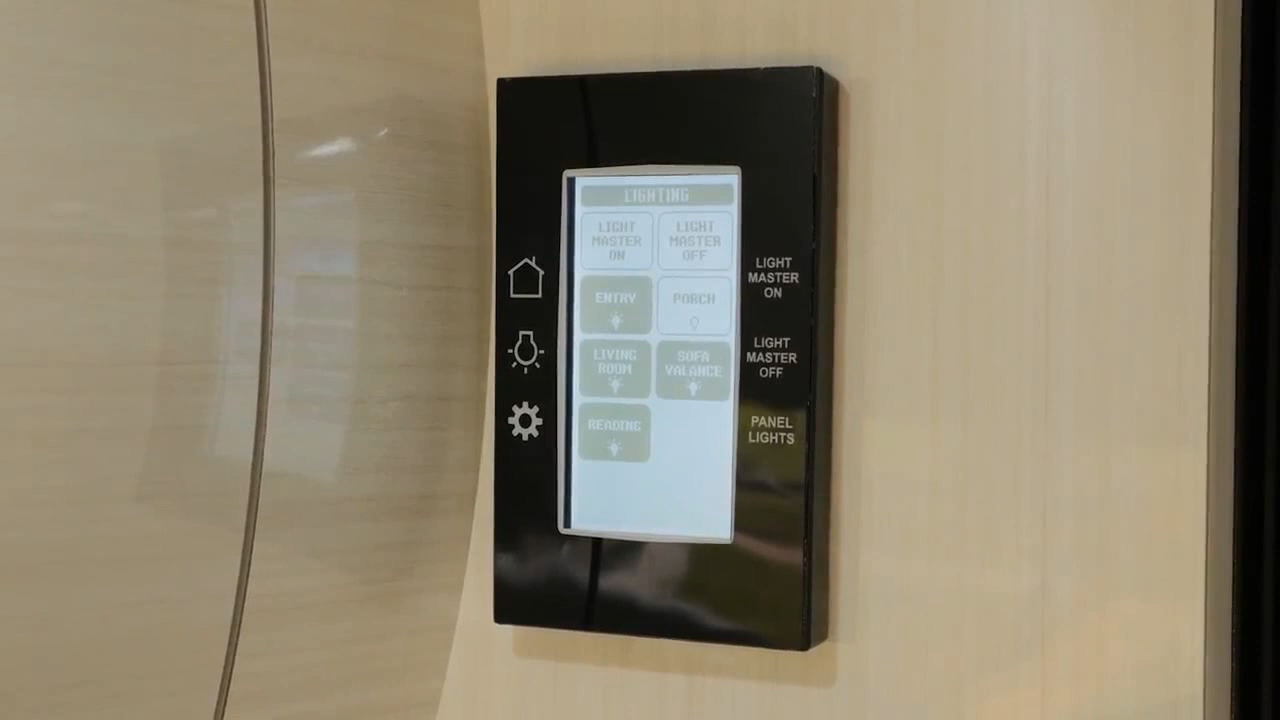 LIGHTING
LIGHT
MASTER
ON
LIGHT
MASTER
OFF
ENTRY
PORCH
LIVING
ROOM
SOFA
VALANCE
READING
LIGHT
MASTER
ON
LIGHT
MASTER
OFF
PANEL
LIGHTS